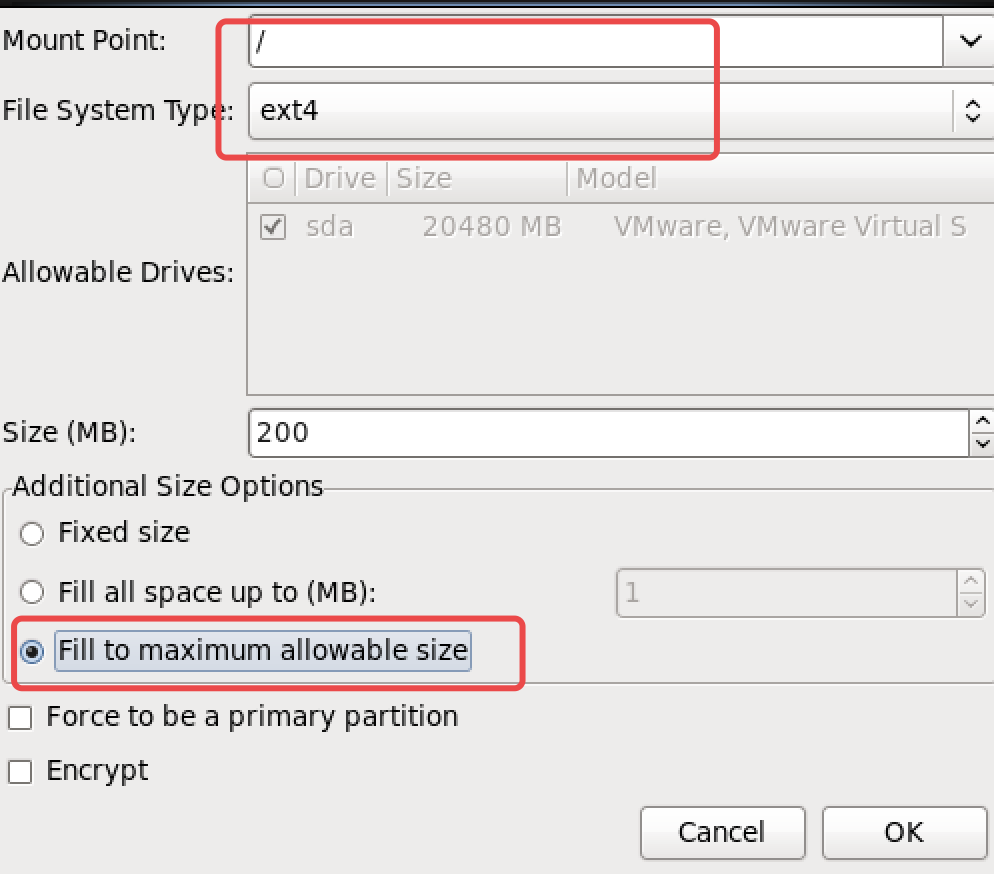 Mount Point: /
File System Type: ext4
Drive Size Model
sda 20480 MB VMware, VMware Virtual S
Allowable Drives:
Size (MB): 200
Additional Size Options
Fixed size
Fill all space up to (MB): 1
Fill to maximum allowable size
Force to be a primary partition
Encrypt
Cancel OK